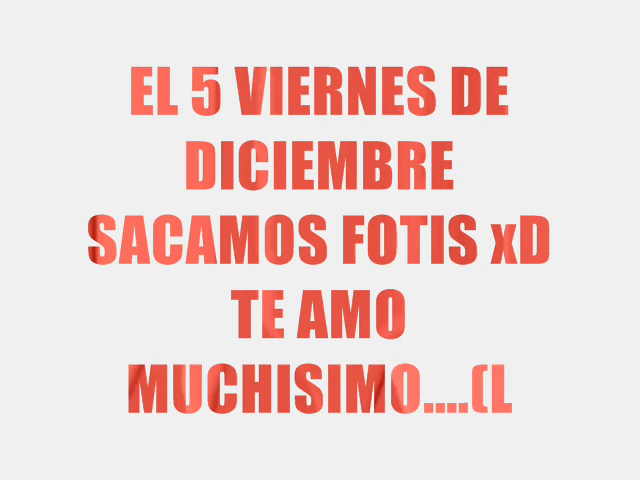 EL 5 VIERNES DE
DICIEMBRE
SACAMOS FOTIS xD
TE AMO
MUCHISIMO....(L